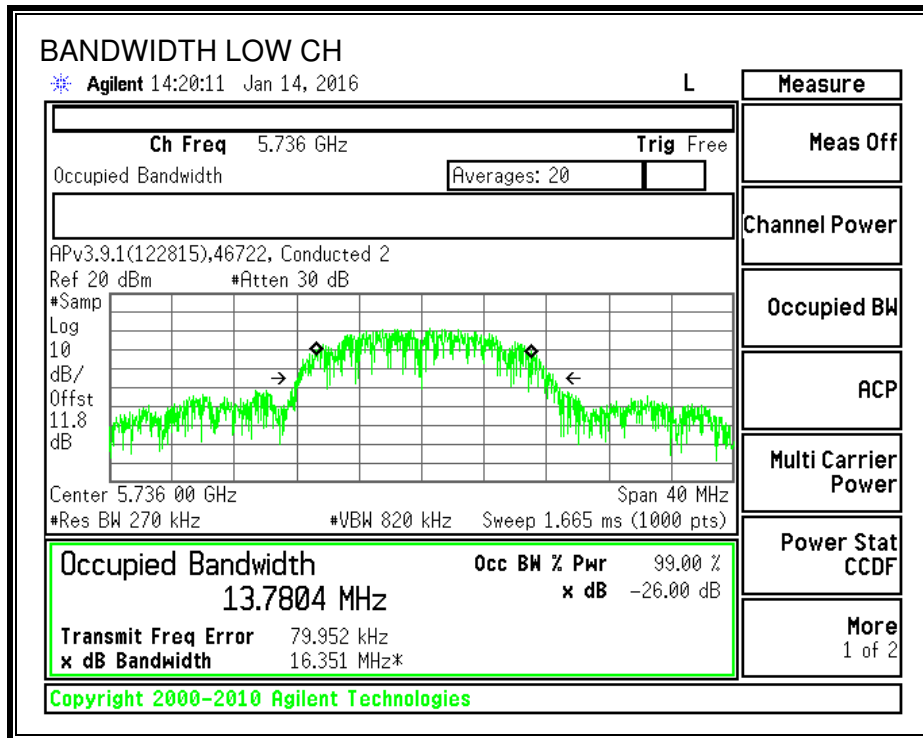 BANDWIDTH LOW CH
Agilent 14:20:11 Jan 14, 2016 L
Measure
Ch Freq 5.736 GHz Trig Free
Meas Off
Occupied Bandwidth Averages: 20
Channel Power
APv3.9.1(122815),46722, Conducted 2
Ref 20 dBm #Atten 30 dB
#Samp
Log
10
dB/
Offst
11.8
dB
Occupied BW
ACP
Multi Carrier
Power
Center 5.736 00 GHz Span 40 MHz
#Res BW 270 kHz #VBW 820 kHz Sweep 1.665 ms (1000 pts)
Power Stat
CCDF
Occupied Bandwidth Occ BW % Pwr 99.00 %
13.7804 MHz x dB -26.00 dB
Transmit Freq Error 79.952 kHz
x dB Bandwidth 16.351 MHz*
More
1 of 2
Copyright 2000-2010 Agilent Technologies